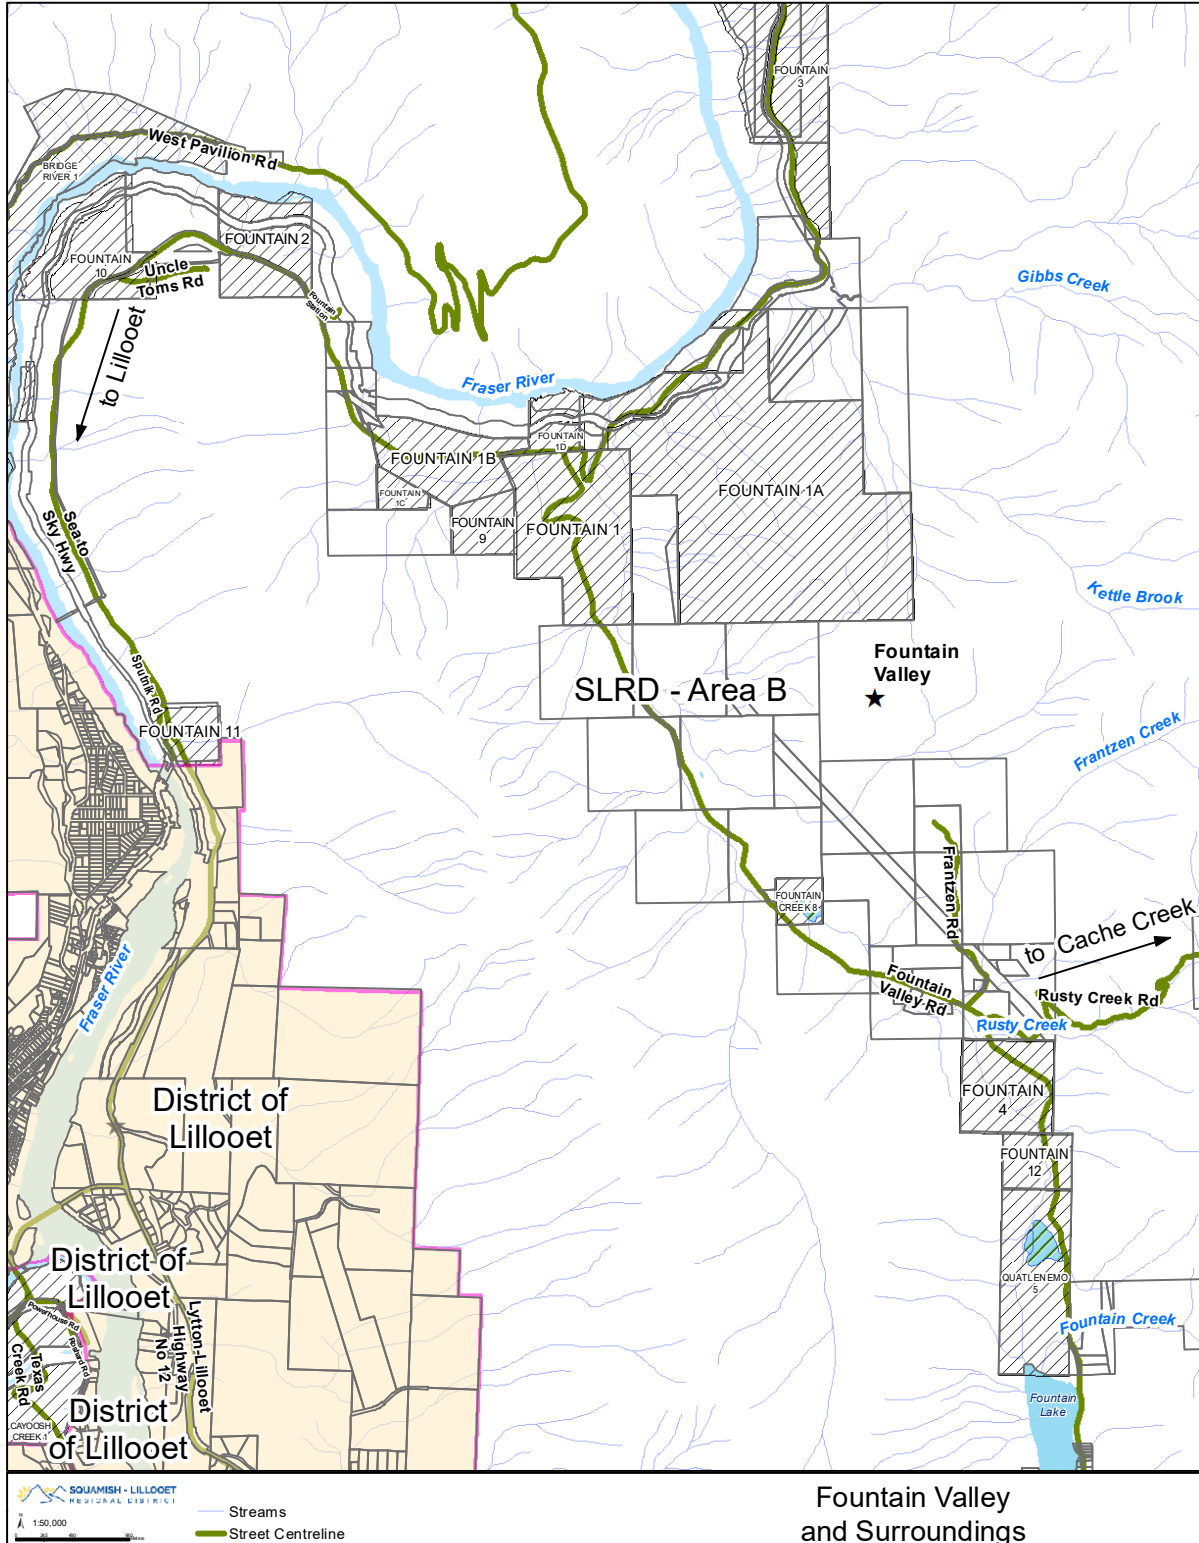 FOUNTAIN
3
West Pavilion Rd
BRIDGE
RIVER 1
FOUNTAIN 2
FOUNTAIN
10
Uncle
Toms Rd
Fountain
Station
Gibbs Creek
to Lillooet
Fraser River
FOUNTAIN
1D
FOUNTAIN 1B
FOUNTAIN
1C
FOUNTAIN
9
FOUNTAIN 1
FOUNTAIN 1A
Sea to
Sky Hwy
Kettle Brook
Fountain
Valley
SLRD - Area B
Sputnik Rd
FOUNTAIN 11
Frantzen Creek
Frantzen Rd
FOUNTAIN
CREEK 8
to Cache Creek
Fountain
Valley Rd
Rusty Creek Rd
Rusty Creek
Fraser River
FOUNTAIN
4
District of
Lillooet
FOUNTAIN
12
District of
Lillooet
QUATLENEMO
5
Fountain Creek
Powerhouse Rd
Roshard Rd
Texas
Creek Rd
Lytton-Lillooet
Highway
No 12
CAYOOSH
CREEK 1
District
of Lillooet
Fountain
Lake
SQUAMISH - LILLOOET
REGIONAL DISTRICT
N
1:50,000
Streams
Street Centreline
Fountain Valley
and Surroundings